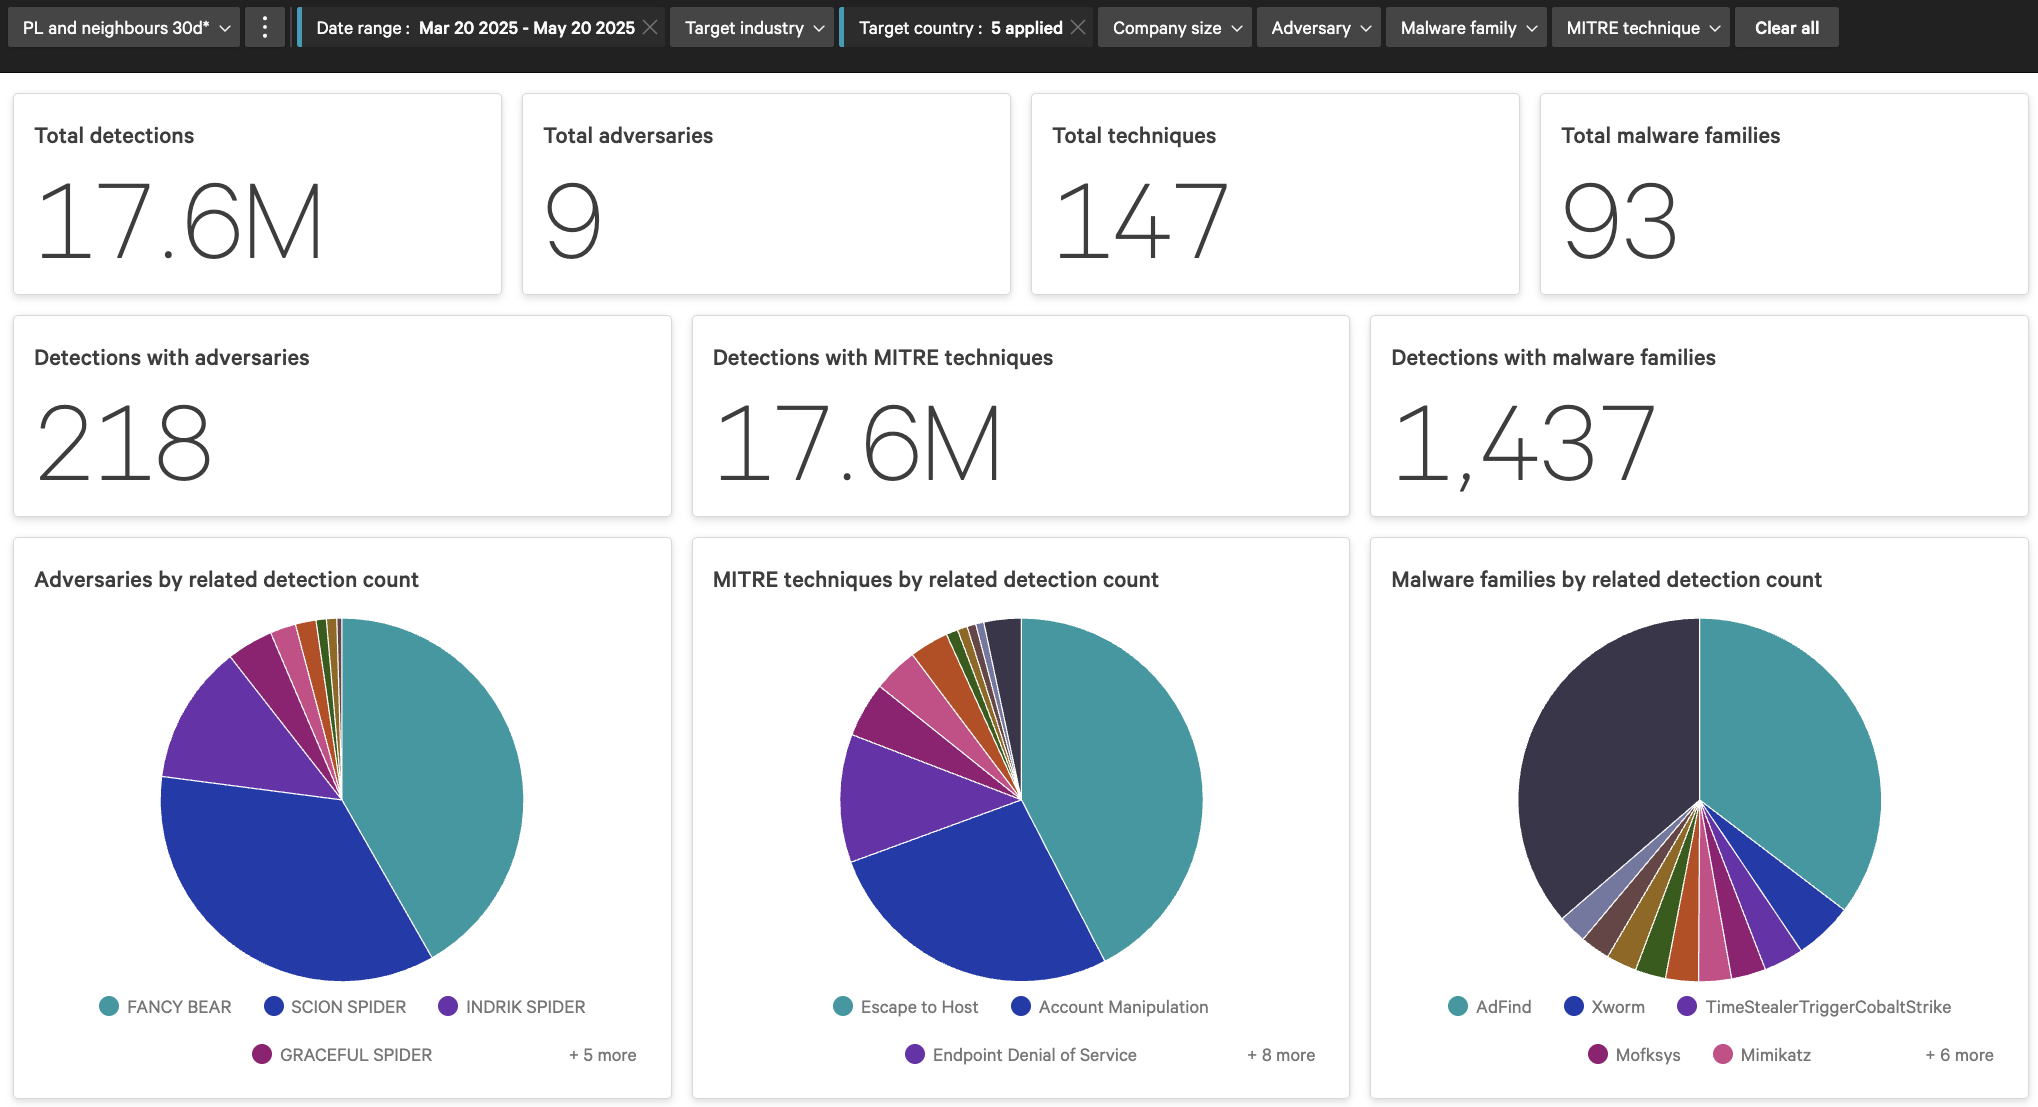 PL and neighbours 30d* Date range : Mar 20 2025 - May 20 2025 Target industry Target country : 5 applied Company size Adversary Malware family MITRE technique Clear all
Total detections
17.6M
Total adversaries
9
Total techniques
147
Total malware families
93
Detections with adversaries
218
Detections with MITRE techniques
17.6M
Detections with malware families
1,437
Adversaries by related detection count
FANCY BEAR SCION SPIDER INDRIK SPIDER
GRACEFUL SPIDER + 5 more
MITRE techniques by related detection count
Escape to Host Account Manipulation
Endpoint Denial of Service + 8 more
Malware families by related detection count
AdFind Xworm TimeStealerTriggerCobaltStrike
Mofksys Mimikatz + 6 more